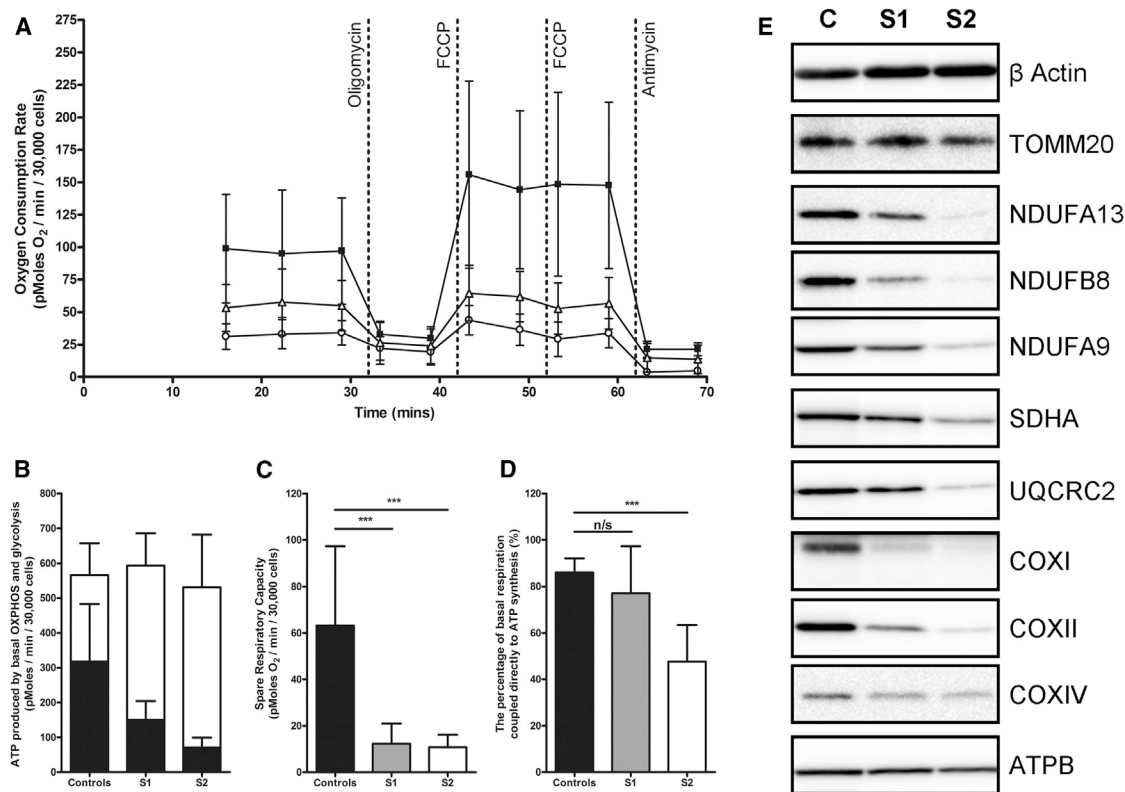 A
Oxygen Consumption Rate
(pMoles O₂ / min / 30,000 cells)
275
250
225
200
175
150
125
100
75
50
25
0
Oligomycin
FCCP
FCCP
Antimycin
0 10 20 30 40 50 60 70
Time (mins)
B
ATP produced by basal OXPHOS and glycolysis
(pMoles / min / 30,000 cells)
800
700
600
500
400
300
200
100
0
Controls S1 S2
C
Spare Respiratory Capacity
(pMoles O₂ / min / 30,000 cells)
120
100
80
60
40
20
0
***
***
Controls S1 S2
D
The percentage of basal respiration
coupled directly to ATP synthesis (%)
120
100
80
60
40
20
0
***
n/s
Controls S1 S2
E
C S1 S2
β Actin
TOMM20
NDUFA13
NDUFB8
NDUFA9
SDHA
UQCRC2
COXI
COXII
COXIV
ATPB